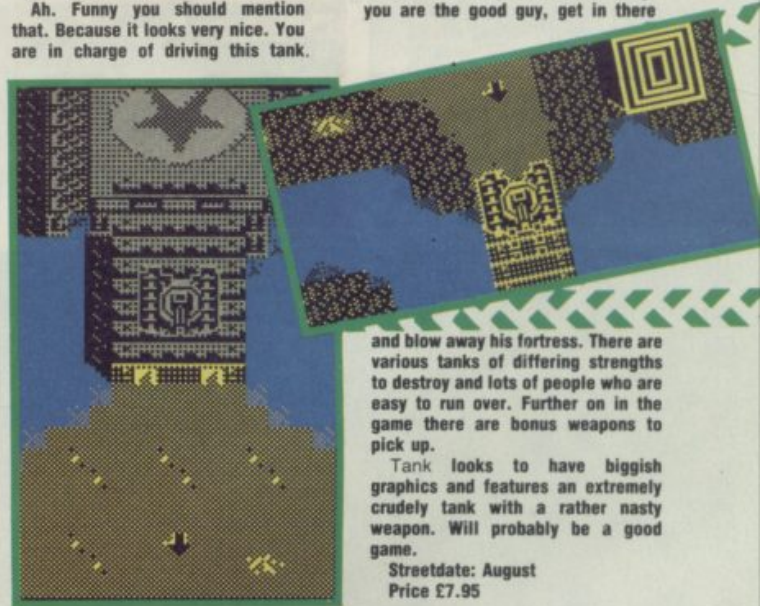 Ah. Funny you should mention
that. Because it looks very nice. You
are in charge of driving this tank.
you are the good guy, get in there
and blow away his fortress. There are
various tanks of differing strengths
to destroy and lots of people who are
easy to run over. Further on in the
game there are bonus weapons to
pick up.
Tank looks to have biggish
graphics and features an extremely
crudely tank with a rather nasty
weapon. Will probably be a good
game.
Streetdate: August
Price £7.95